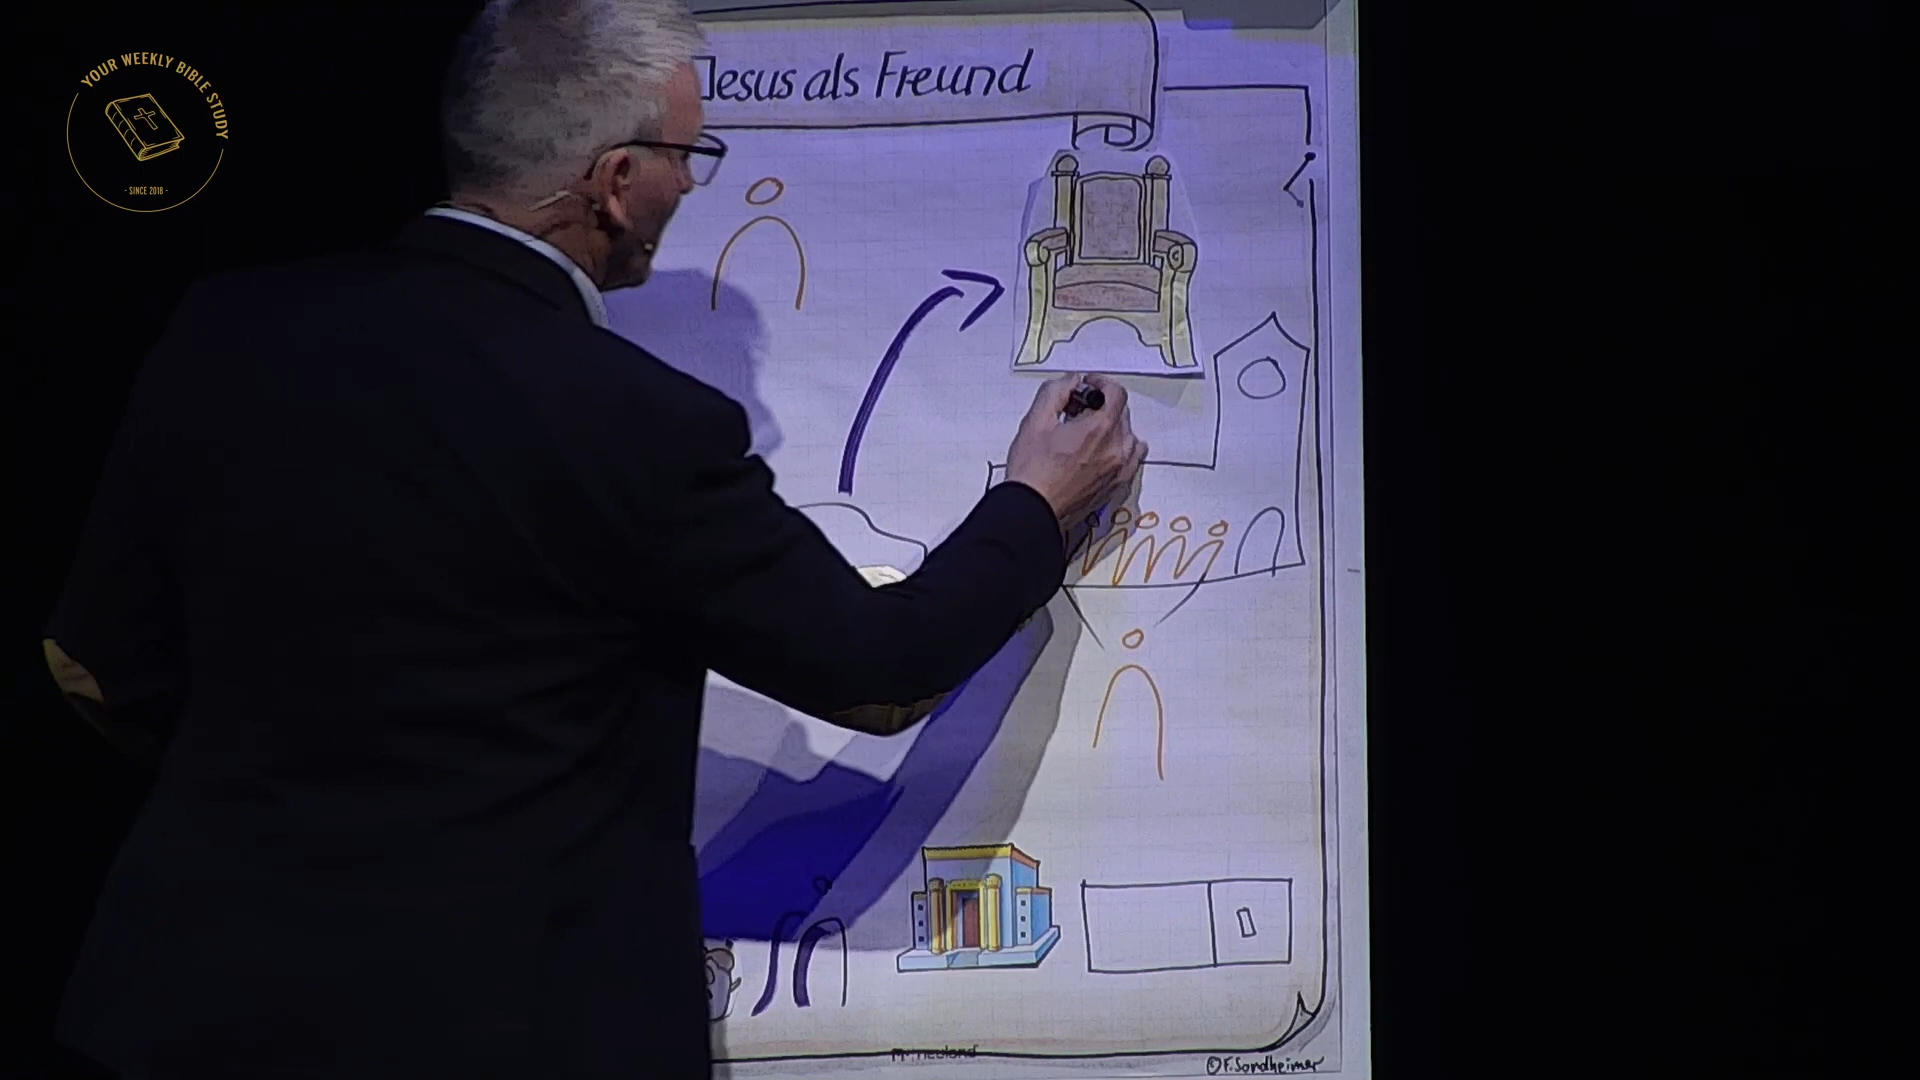 YOUR WEEKLY BIBLE STUDY
- SINCE 2018 -
Jesus als Freund
©F.Sondheimer